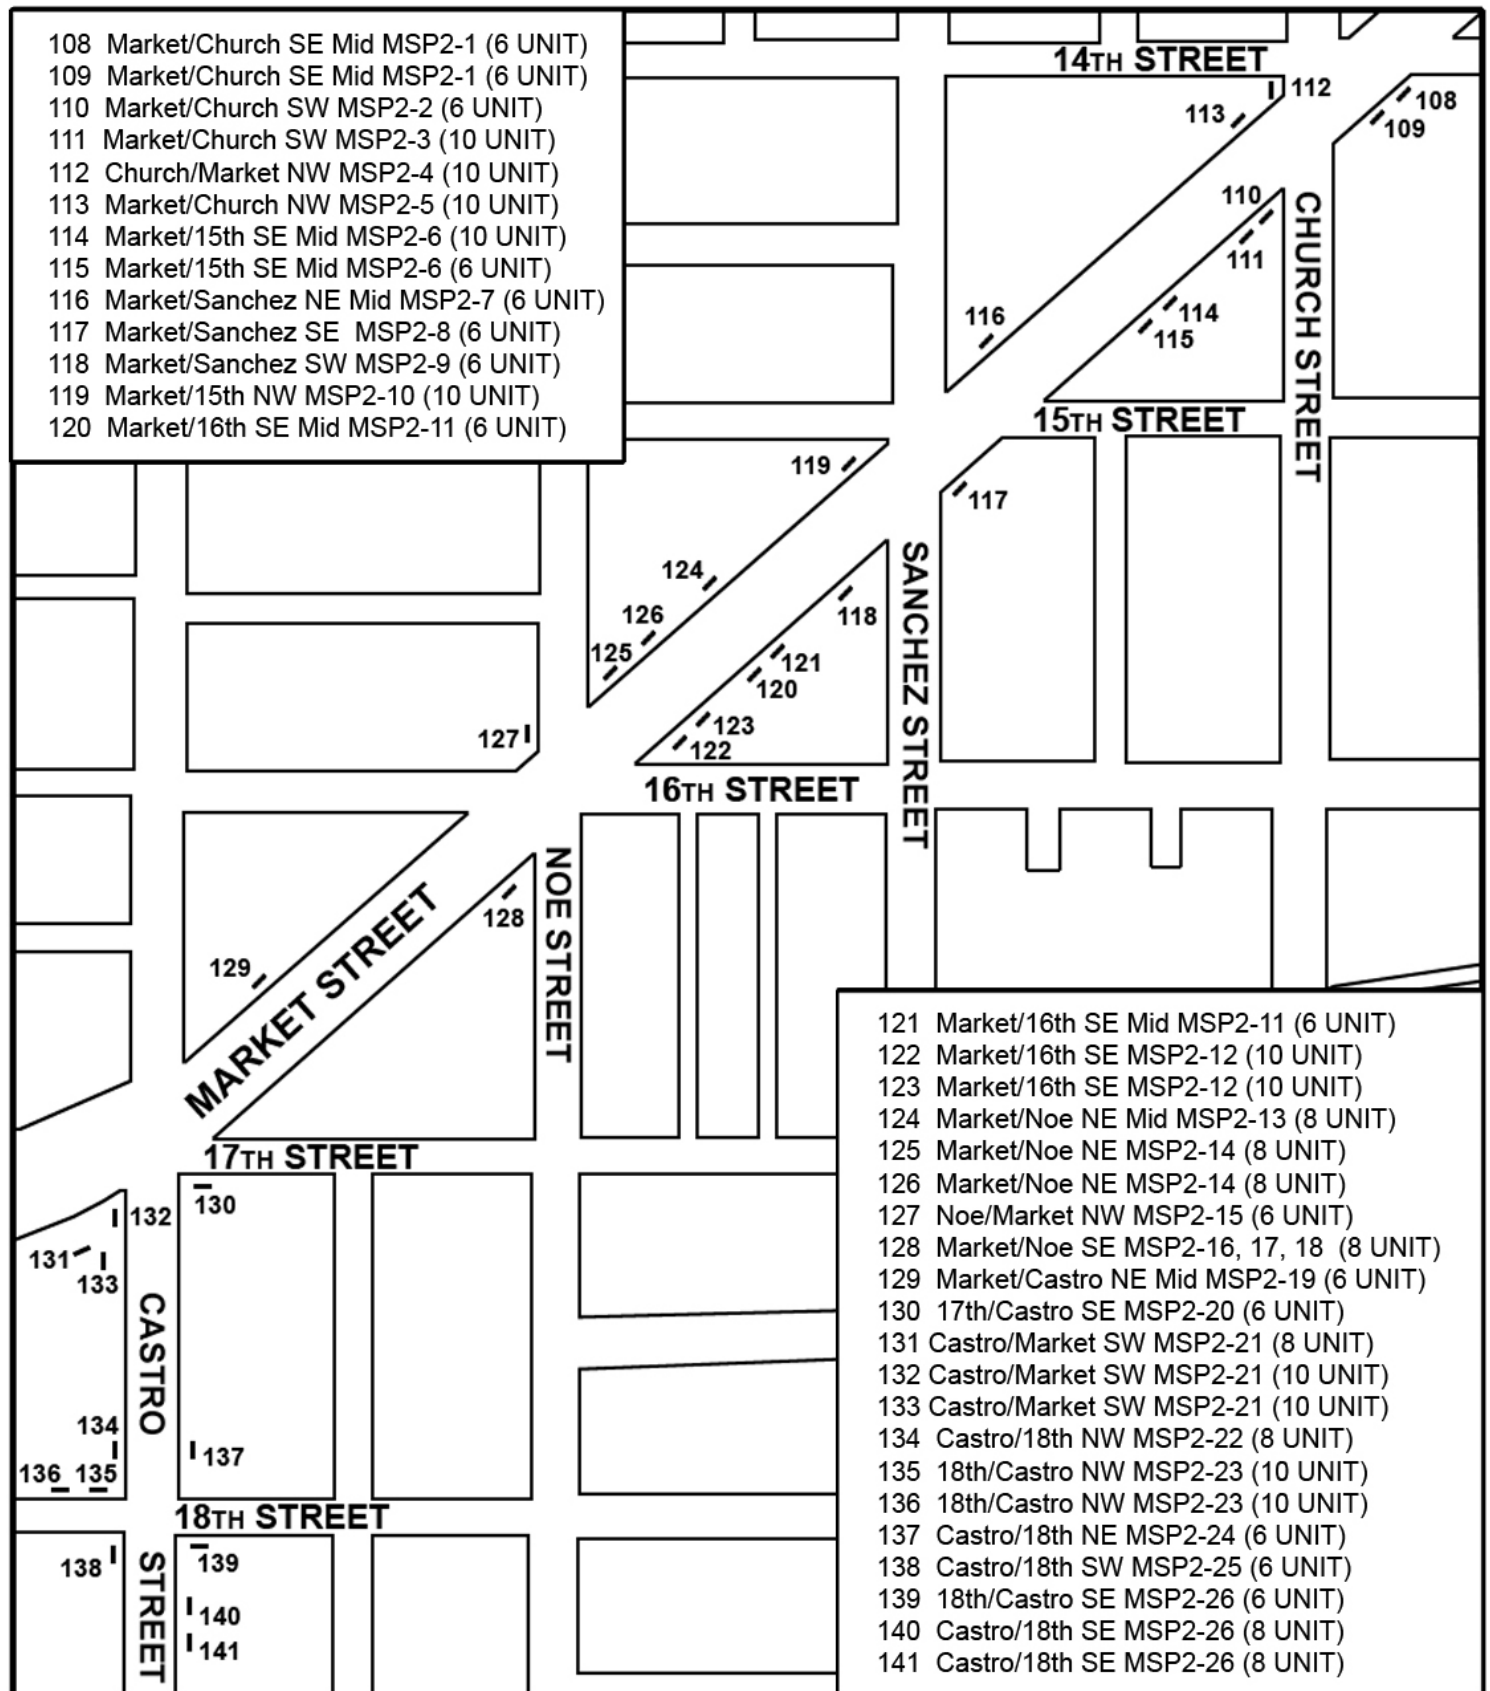 108 Market/Church SE Mid MSP2-1 (6 UNIT)
109 Market/Church SE Mid MSP2-1 (6 UNIT)
110 Market/Church SW MSP2-2 (6 UNIT)
111 Market/Church SW MSP2-3 (10 UNIT)
112 Church/Market NW MSP2-4 (10 UNIT)
113 Market/Church NW MSP2-5 (10 UNIT)
114 Market/15th SE Mid MSP2-6 (10 UNIT)
115 Market/15th SE Mid MSP2-6 (6 UNIT)
116 Market/Sanchez NE Mid MSP2-7 (6 UNIT)
117 Market/Sanchez SE MSP2-8 (6 UNIT)
118 Market/Sanchez SW MSP2-9 (6 UNIT)
119 Market/15th NW MSP2-10 (10 UNIT)
120 Market/16th SE Mid MSP2-11 (6 UNIT)
14TH STREET
112
113
108
109
110
111
CHURCH STREET
114
115
116
15TH STREET
119
117
124
SANCHEZ STREET
126
118
125
121
120
127
123
122
16TH STREET
NOE STREET
128
129
MARKET STREET
17TH STREET
130
132
131
133
CASTRO
134
137
136
135
18TH STREET
138
139
STREET
140
141
121 Market/16th SE Mid MSP2-11 (6 UNIT)
122 Market/16th SE MSP2-12 (10 UNIT)
123 Market/16th SE MSP2-12 (10 UNIT)
124 Market/Noe NE Mid MSP2-13 (8 UNIT)
125 Market/Noe NE MSP2-14 (8 UNIT)
126 Market/Noe NE MSP2-14 (8 UNIT)
127 Noe/Market NW MSP2-15 (6 UNIT)
128 Market/Noe SE MSP2-16, 17, 18 (8 UNIT)
129 Market/Castro NE Mid MSP2-19 (6 UNIT)
130 17th/Castro SE MSP2-20 (6 UNIT)
131 Castro/Market SW MSP2-21 (8 UNIT)
132 Castro/Market SW MSP2-21 (10 UNIT)
133 Castro/Market SW MSP2-21 (10 UNIT)
134 Castro/18th NW MSP2-22 (8 UNIT)
135 18th/Castro NW MSP2-23 (10 UNIT)
136 18th/Castro NW MSP2-23 (10 UNIT)
137 Castro/18th NE MSP2-24 (6 UNIT)
138 Castro/18th SW MSP2-25 (6 UNIT)
139 18th/Castro SE MSP2-26 (6 UNIT)
140 Castro/18th SE MSP2-26 (8 UNIT)
141 Castro/18th SE MSP2-26 (8 UNIT)